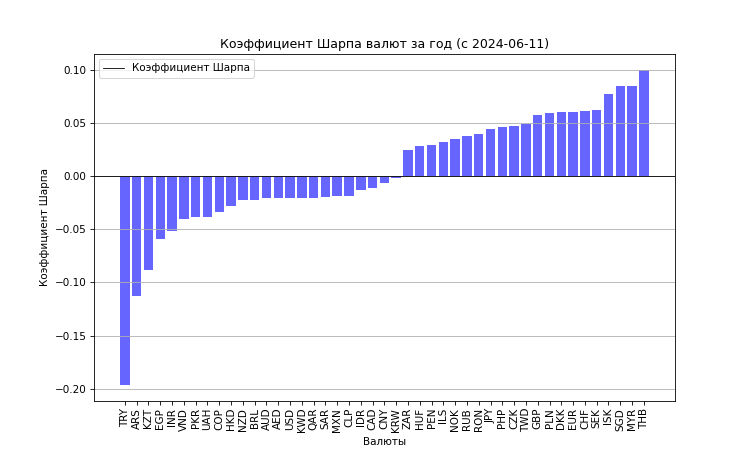 Коэффициент Шарпа валют за год (с 2024-06-11)
Коэффициент Шарпа
Коэффициент Шарпа
0.10
0.05
0.00
−0.05
−0.10
−0.15
−0.20
TRY ARS KZT EGP INR VND PKR UAH COP HKD NZD BRL AUD AED USD KWD QAR SAR MXN CLP IDR CAD CNY KRW ZAR HUF PEN ILS NOK RUB RON JPY PHP CZK TWD GBP PLN DKK EUR CHF SEK ISK SGD MYR THB
Валюты